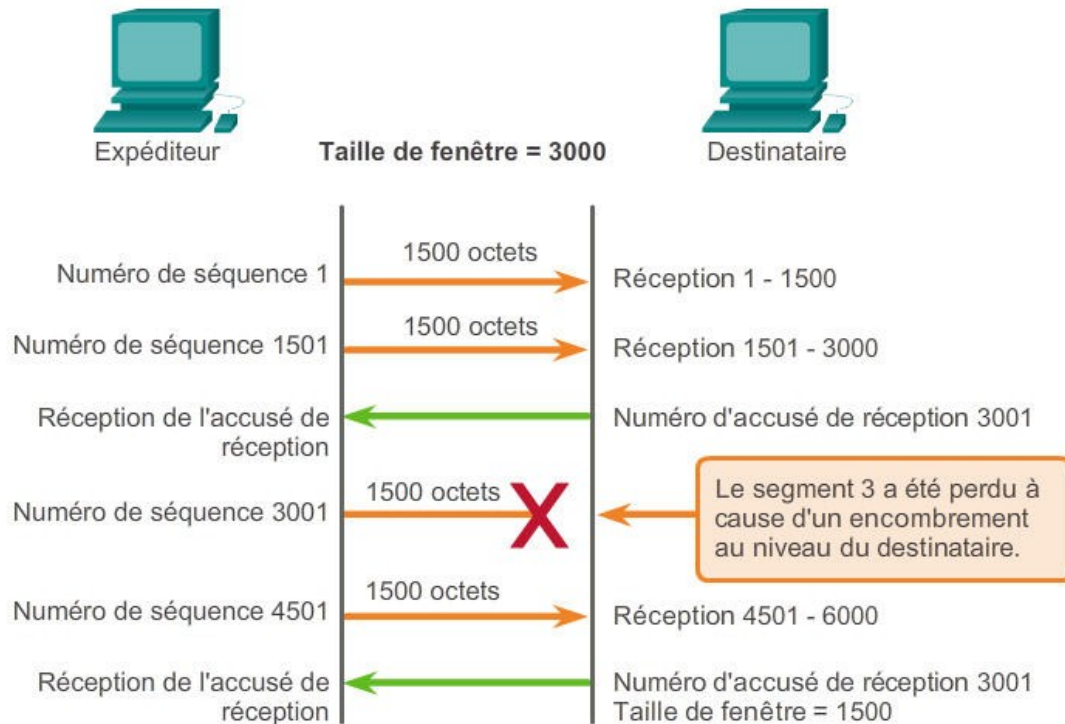 Expéditeur
Taille de fenêtre = 3000
Destinataire
1500 octets
Numéro de séquence 1
Réception 1 - 1500
1500 octets
Numéro de séquence 1501
Réception 1501 - 3000
Réception de l'accusé de
réception
Numéro d'accusé de réception 3001
1500 octets
Numéro de séquence 3001
X
Le segment 3 a été perdu à
cause d'un encombrement
au niveau du destinataire.
1500 octets
Numéro de séquence 4501
Réception 4501 - 6000
Réception de l'accusé de
réception
Numéro d'accusé de réception 3001
Taille de fenêtre = 1500